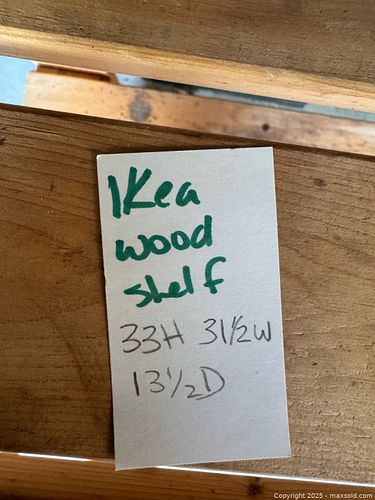 IKea
wood
shelf
33H 31½W
13½D
Copyright 2025 - maxsold.com